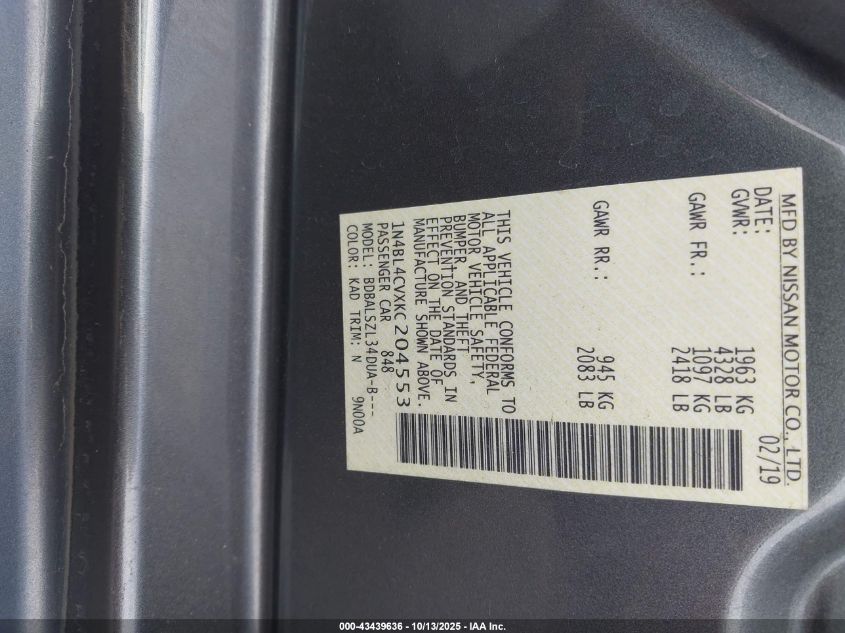 MFD BY NISSAN MOTOR CO., LTD.
DATE: 02/19
GVWR: 1963 KG
4328 LB
GAWR FR.: 1097 KG
2418 LB
GAWR RR.: 945 KG
2083 LB
THIS VEHICLE CONFORMS TO
ALL APPLICABLE FEDERAL
MOTOR VEHICLE SAFETY,
BUMPER, AND THEFT
PREVENTION STANDARDS IN
EFFECT ON THE DATE OF
MANUFACTURE SHOWN ABOVE.
1N4BL4CVXKC204553
PASSENGER CAR 848
MODEL: BDBALSZL34DUA-B---
COLOR: KAD TRIM: N 9N00A
000-43439636 - 10/13/2025 - IAA Inc.